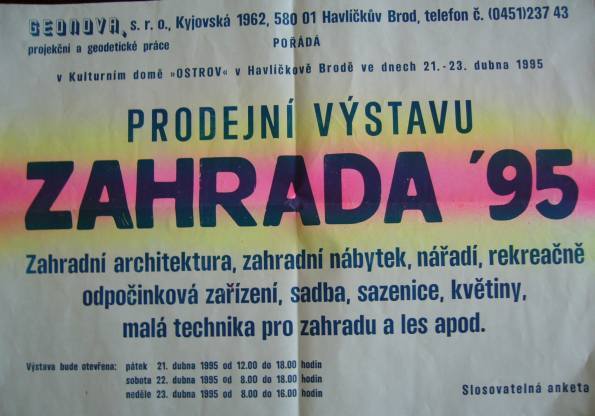 GEONOVA, s. r. o., Kyjovská 1962, 580 01 Havlíčkův Brod, telefon č. (0451)237 43
projekční a geodetické práce
POŘÁDÁ
v Kulturním domě »OSTROV« v Havlíčkově Brodě ve dnech 21. - 23. dubna 1995
PRODEJNÍ VÝSTAVU
ZAHRADA '95
Zahradní architektura, zahradní nábytek, nářadí, rekreačně
odpočinková zařízení, sadba, sazenice, květiny,
malá technika pro zahradu a les apod.
Výstava bude otevřena: pátek 21. dubna 1995 od 12.00 do 18.00 hodin
sobota 22. dubna 1995 od 8.00 do 18.00 hodin
neděle 23. dubna 1995 od 8.00 do 16.00 hodin
Slosovatelná anketa